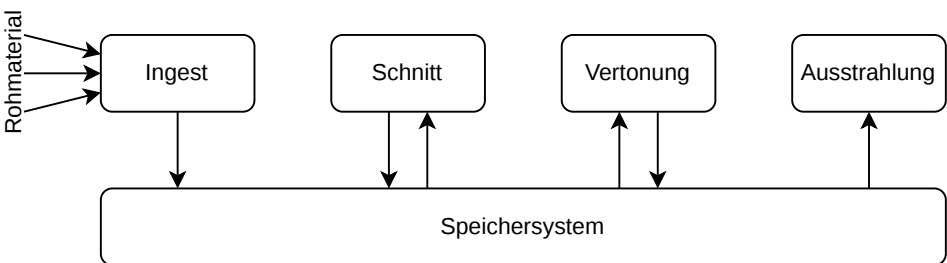 Rohmaterial
Ingest
Schnitt
Vertonung
Ausstrahlung
Speichersystem